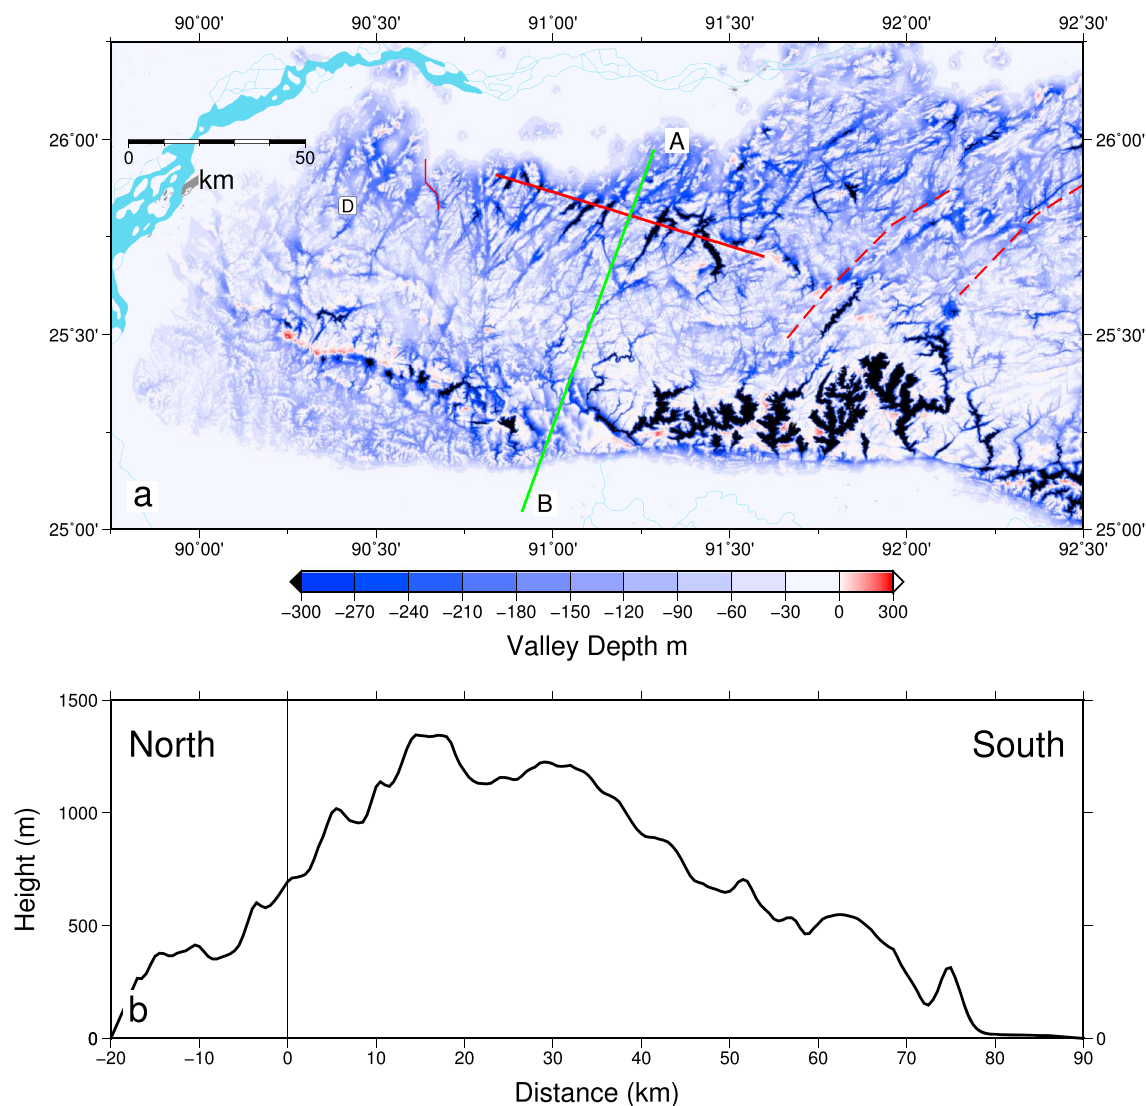 90˚00' 90˚30' 91˚00' 91˚30' 92˚00' 92˚30'
26˚00' 26˚00'
0 50
km
A
D
25˚30' 25˚30'
a
B
25˚00' 25˚00'
90˚00' 90˚30' 91˚00' 91˚30' 92˚00' 92˚30'
−300 −270 −240 −210 −180 −150 −120 −90 −60 −30 0 300
Valley Depth m
1500
North South
1000
Height (m)
500
b
0 0
−20 −10 0 10 20 30 40 50 60 70 80 90
Distance (km)